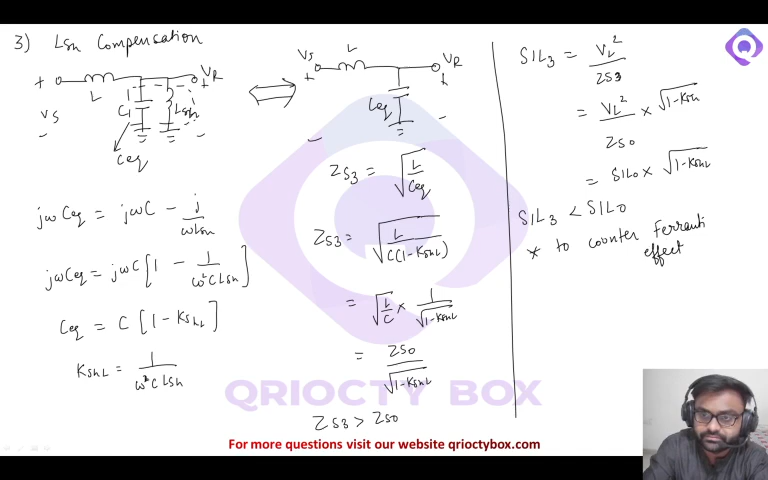 3) Lsh Compensation
+ L VR +
VS C Lsh
- -
Ceq
jωCeq = jωC - j/ωLsh
jωCeq = jωC [1 - 1/ω²CLsh]
Ceq = C [1 - KshL]
KshL = 1/ω²CLsh
VS L VR
+ +
Ceq
- -
ZS3 = √(L/Ceq)
ZS3 = √(L/C(1-KshL))
= √(L/C) × 1/√(1-KshL)
= ZS0/√(1-KshL)
ZS3 > ZS0
SIL3 = VL²/ZS3
= VL²/ZS0 × √(1-Ksh)
= SIL0 × √(1-KshL)
SIL3 < SIL0
* to counter Ferranti
effect
QRIOCTY BOX
For more questions visit our website qrioctybox.com